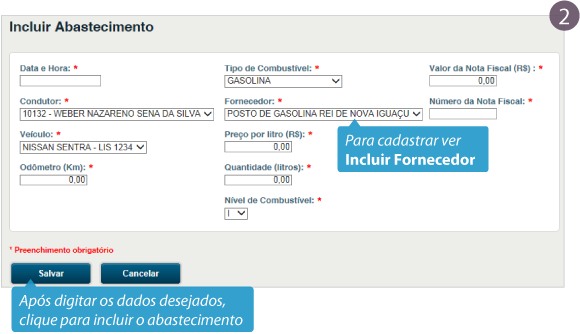 2
Incluir Abastecimento
Data e Hora: *
Tipo de Combustível: *
GASOLINA
Valor da Nota Fiscal (R$) : *
0,00
Condutor: *
10132 - WEBER NAZARENO SENA DA SILVA
Fornecedor: *
POSTO DE GASOLINA REI DE NOVA IGUAÇU
Número da Nota Fiscal: *
Veículo: *
NISSAN SENTRA - LIS 1234
Preço por litro (R$): *
0,00
Para cadastrar ver
Incluir Fornecedor
Odômetro (Km): *
0,00
Quantidade (litros): *
0,00
Nível de Combustível: *
I
* Preenchimento obrigatório
Salvar
Cancelar
Após digitar os dados desejados,
clique para incluir o abastecimento